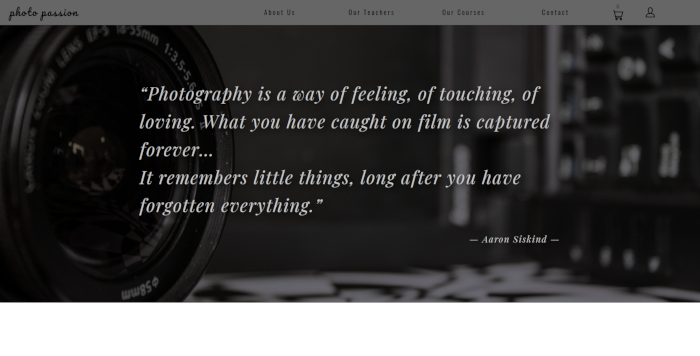 photo passion
About Us
Our Teachers
Our Courses
Contact
“Photography is a way of feeling, of touching, of
loving. What you have caught on film is captured
forever...
It remembers little things, long after you have
forgotten everything.”
— Aaron Siskind —
ø58mm